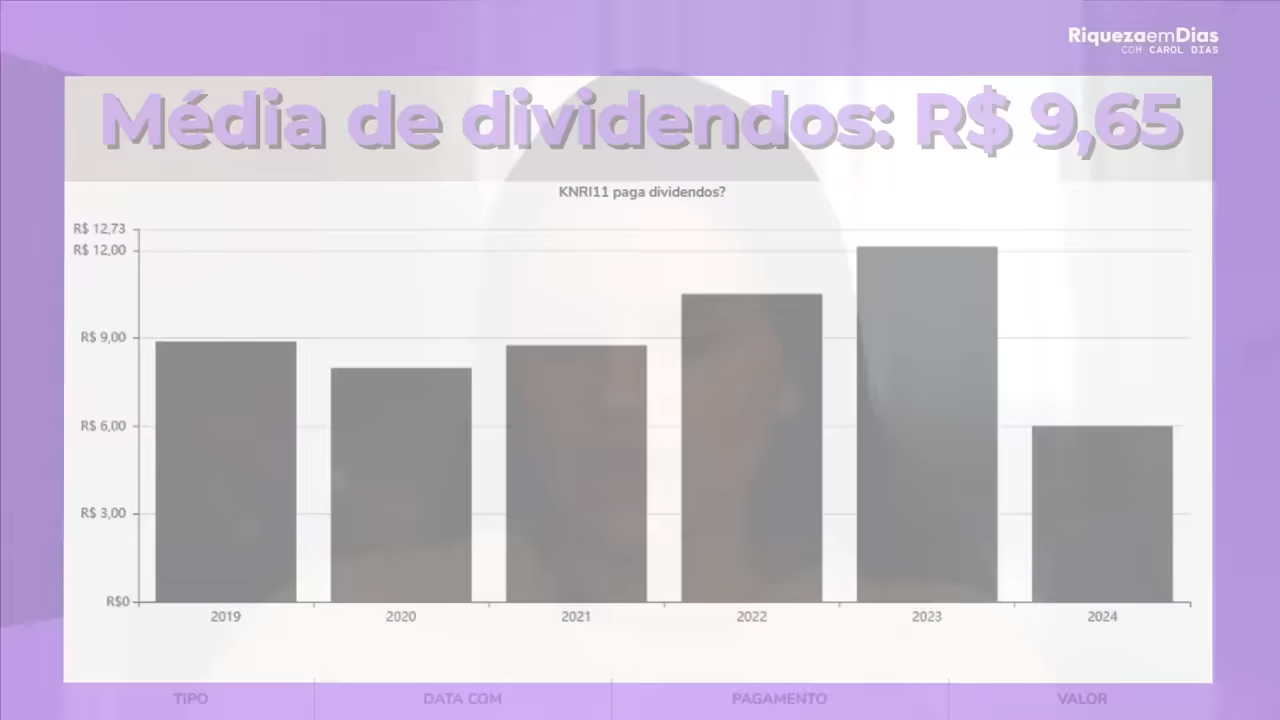 RiquezaemDias
COM CAROL DIAS
Média de dividendos: R$ 9,65
KNRI11 paga dividendos?
R$ 12,73
R$ 12,00
R$ 9,00
R$ 6,00
R$ 3,00
R$0
2019 2020 2021 2022 2023 2024
TIPO DATA COM PAGAMENTO VALOR